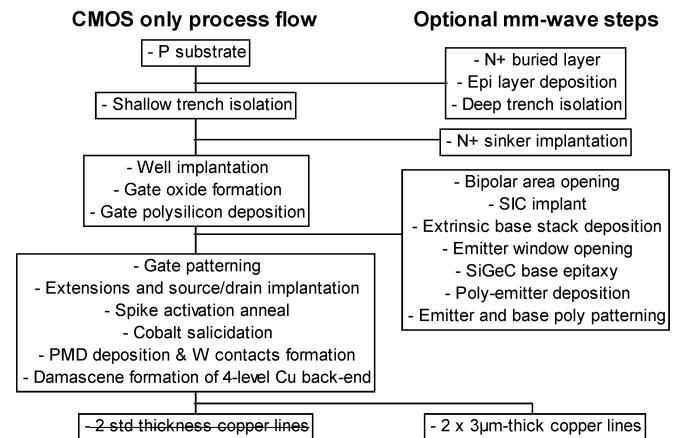 CMOS only process flow
Optional mm-wave steps
- P substrate
- N+ buried layer
- Epi layer deposition
- Deep trench isolation
- Shallow trench isolation
- N+ sinker implantation
- Well implantation
- Gate oxide formation
- Gate polysilicon deposition
- Bipolar area opening
- SIC implant
- Extrinsic base stack deposition
- Emitter window opening
- SiGeC base epitaxy
- Poly-emitter deposition
- Emitter and base poly patterning
- Gate patterning
- Extensions and source/drain implantation
- Spike activation anneal
- Cobalt salicidation
- PMD deposition & W contacts formation
- Damascene formation of 4-level Cu back-end
- 2 std thickness copper lines
- 2 x 3µm-thick copper lines